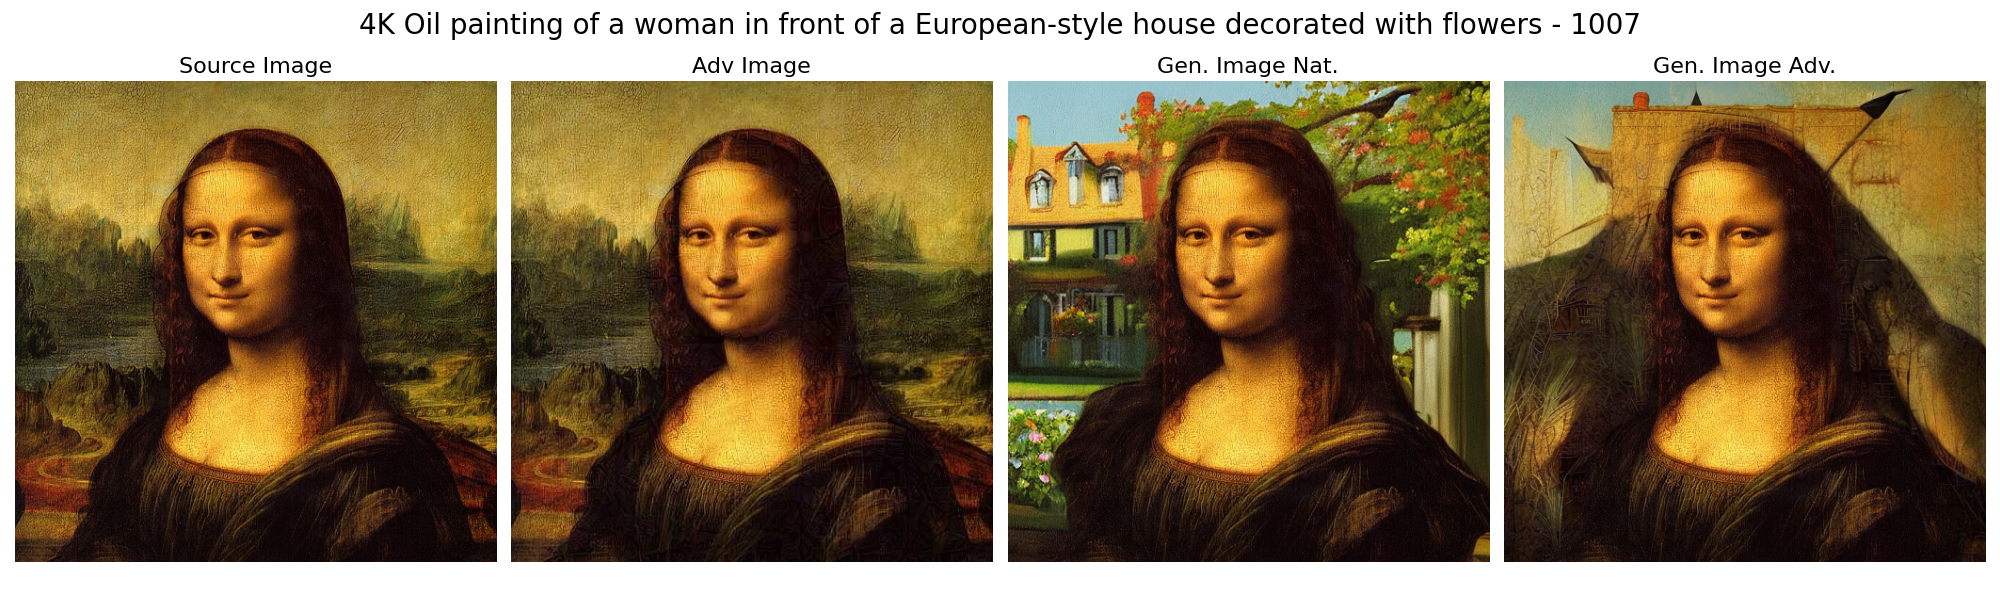 4K Oil painting of a woman in front of a European-style house decorated with flowers - 1007
Source Image
Adv Image
Gen. Image Nat.
Gen. Image Adv.